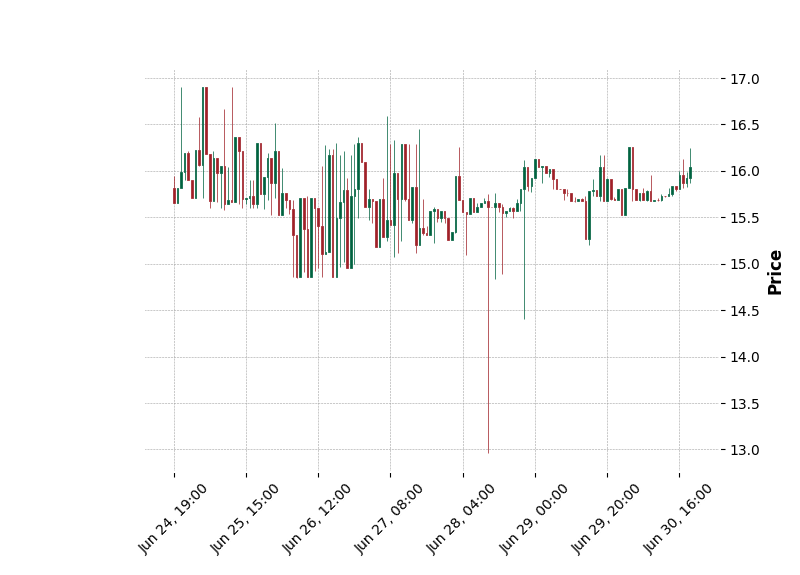 17.0
16.5
16.0
15.5
15.0
14.5
14.0
13.5
13.0
Price
Jun 24, 19:00
Jun 25, 15:00
Jun 26, 12:00
Jun 27, 08:00
Jun 28, 04:00
Jun 29, 00:00
Jun 29, 20:00
Jun 30, 16:00